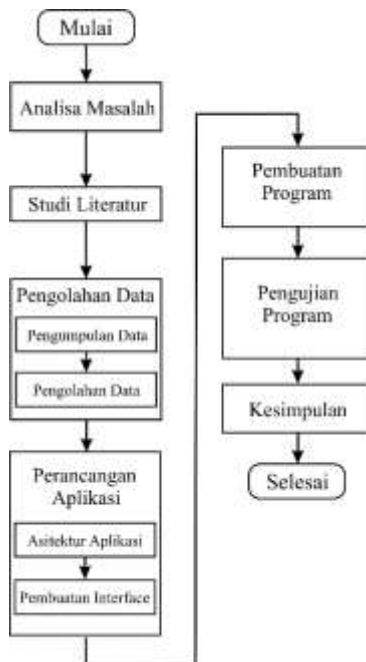 Mulai
Analisa Masalah
Studi Literatur
Pengolahan Data
Pengumpulan Data
Pengolahan Data
Perancangan
Aplikasi
Asitektur Aplikasi
Pembuatan Interface
Pembuatan
Program
Pengujian
Program
Kesimpulan
Selesai